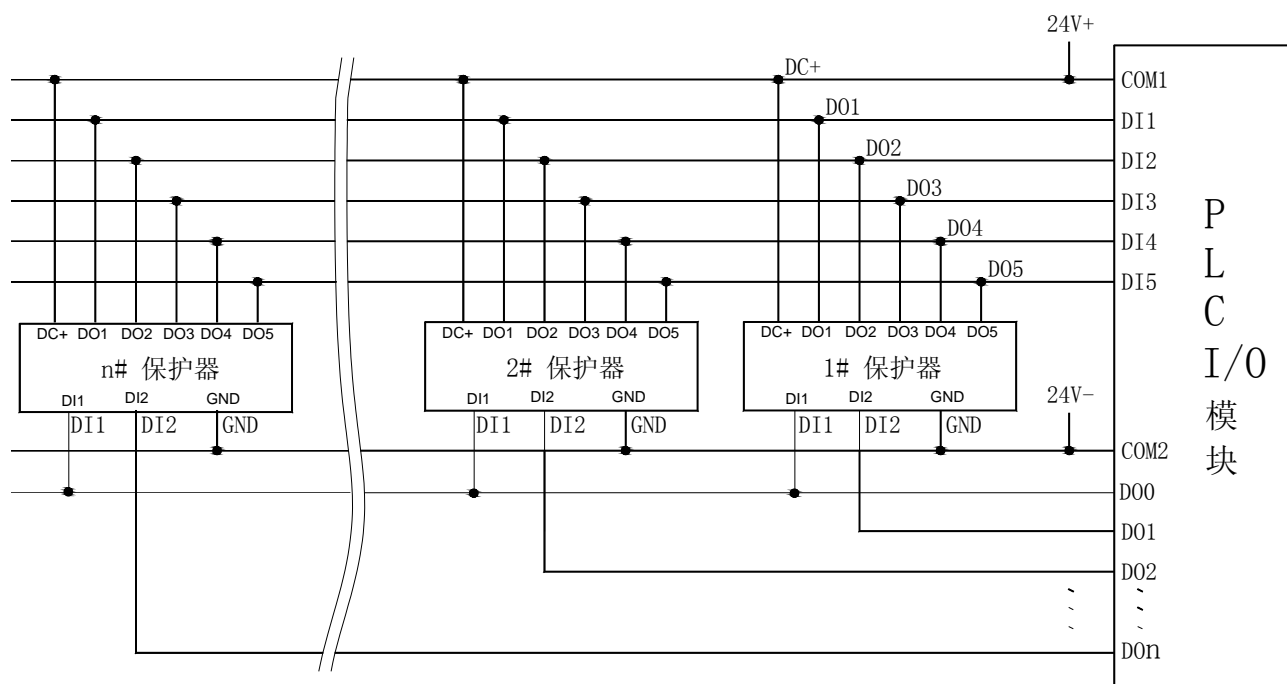 24V+
DC+
COM1
DO1
DI1
DO2
DI2
DO3
DI3
DO4
DI4
DO5
DI5
PLC I/O 模块
DC+ DO1 DO2 DO3 DO4 DO5
n# 保护器
DI1 DI2 GND
DI1 DI2 GND
DC+ DO1 DO2 DO3 DO4 DO5
2# 保护器
DI1 DI2 GND
DI1 DI2 GND
DC+ DO1 DO2 DO3 DO4 DO5
1# 保护器
DI1 DI2 GND
DI1 DI2 GND
24V-
COM2
DO0
DO1
DO2
DOn